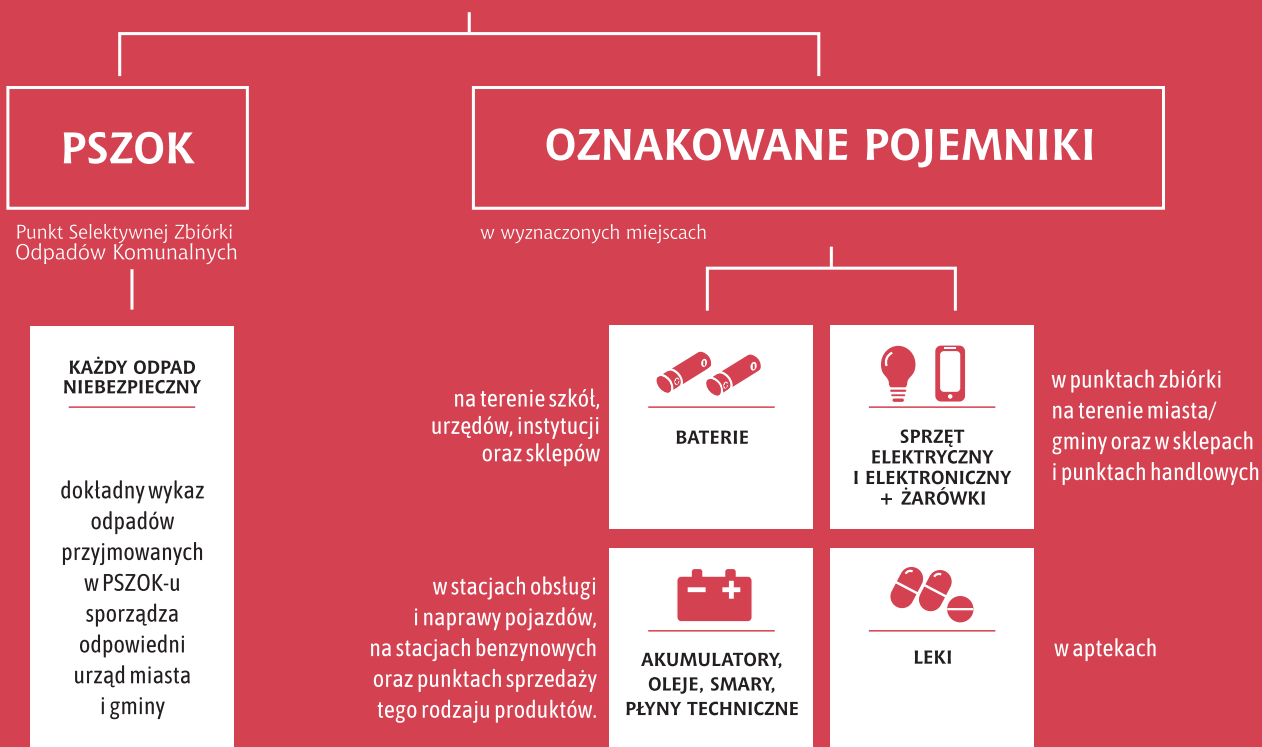 PSZOK
Punkt Selektywnej Zbiórki
Odpadów Komunalnych
KAŻDY ODPAD
NIEBEZPIECZNY
dokładny wykaz
odpadów
przyjmowanych
w PSZOK-u
sporządza
odpowiedni
urząd miasta
i gminy
OZNAKOWANE POJEMNIKI
w wyznaczonych miejscach
na terenie szkół,
urzędów, instytucji
oraz sklepów
BATERIE
SPRZĘT
ELEKTRYCZNY
I ELEKTRONICZNY
+ ŻARÓWKI
w punktach zbiórki
na terenie miasta/
gminy oraz w sklepach
i punktach handlowych
w stacjach obsługi
i naprawy pojazdów,
na stacjach benzynowych
oraz punktach sprzedaży
tego rodzaju produktów.
AKUMULATORY,
OLEJE, SMARY,
PŁYNY TECHNICZNE
LEKI
w aptekach